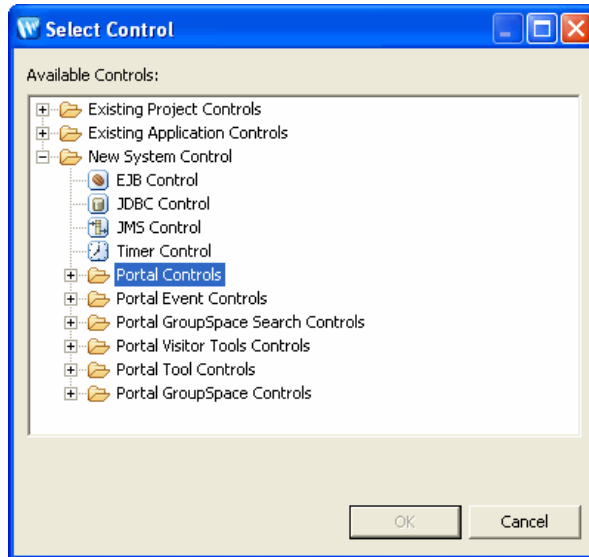 Select Control
Available Controls:
Existing Project Controls
Existing Application Controls
New System Control
EJB Control
JDBC Control
JMS Control
Timer Control
Portal Controls
Portal Event Controls
Portal GroupSpace Search Controls
Portal Visitor Tools Controls
Portal Tool Controls
Portal GroupSpace Controls
OK Cancel